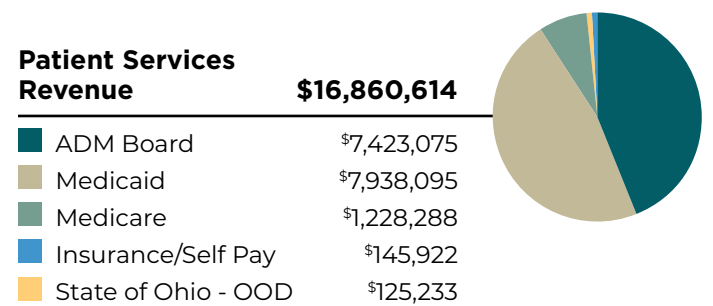 Patient Services
Revenue $16,860,614
ADM Board $7,423,075
Medicaid $7,938,095
Medicare $1,228,288
Insurance/Self Pay $145,922
State of Ohio - OOD $125,233